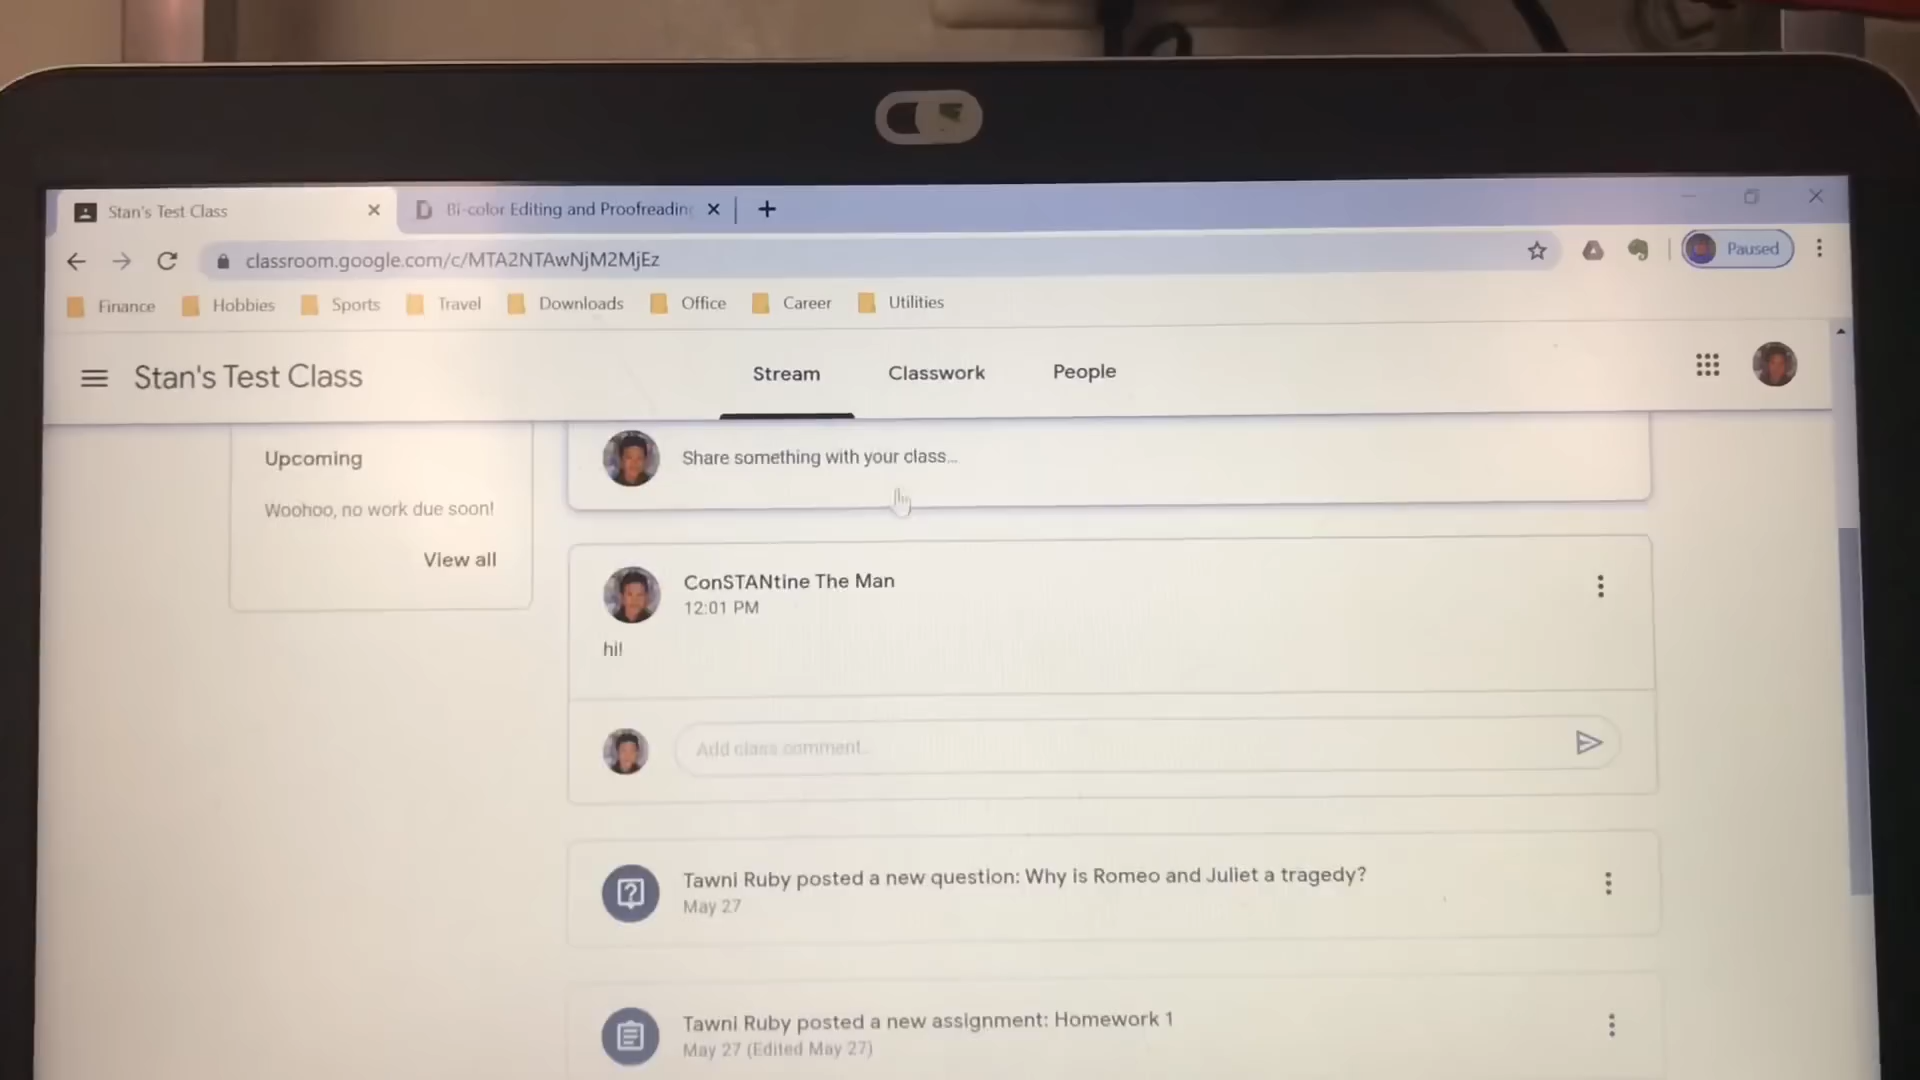 Stan's Test Class
Bi-color Editing and Proofreadin
classroom.google.com/c/MTA2NTAwNjM2MjEz
Paused
Finance Hobbies Sports Travel Downloads Office Career Utilities
Stan's Test Class
Stream Classwork People
Upcoming
Woohoo, no work due soon!
View all
Share something with your class...
ConSTANtine The Man
12:01 PM
hi!
Add class comment...
Tawni Ruby posted a new question: Why is Romeo and Juliet a tragedy?
May 27
Tawni Ruby posted a new assignment: Homework 1
May 27 (Edited May 27)